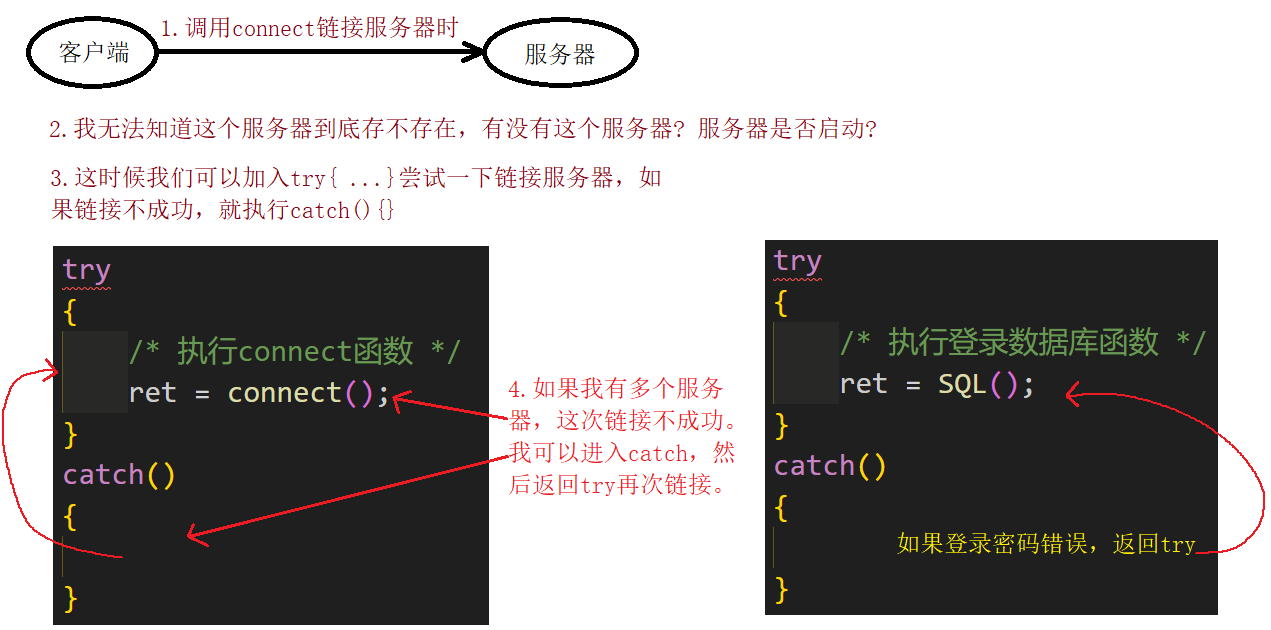 1.调用connect链接服务器时
客户端
服务器
2.我无法知道这个服务器到底存不存在，有没有这个服务器？服务器是否启动？
3.这时候我们可以加入try{ ...}尝试一下链接服务器，如
果链接不成功，就执行catch(){}
try
{
/* 执行connect函数 */
ret = connect();
}
catch()
{
}
4.如果我有多个服务
器，这次链接不成功。
我可以进入catch，然
后返回try再次链接。
try
{
/* 执行登录数据库函数 */
ret = SQL();
}
catch()
{
如果登录密码错误，返回try
}